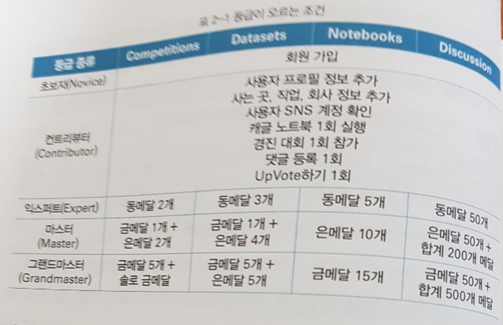 표 2-1 등급이 오르는 조건
등급 종류 Competitions Datasets Notebooks Discussion
초보자(Novice) 회원 가입
컨트리뷰터
(Contributor)
사용자 프로필 정보 추가
사는 곳, 직업, 회사 정보 추가
사용자 SNS 계정 확인
캐글 노트북 1회 실행
경진 대회 1회 참가
댓글 등록 1회
UpVote하기 1회
익스퍼트(Expert) 동메달 2개 동메달 3개 동메달 5개 동메달 50개
마스터
(Master)
금메달 1개 +
은메달 2개
금메달 1개 +
은메달 4개
은메달 10개
은메달 50개 +
합계 200개 메달
그랜드마스터
(Grandmaster)
금메달 5개 +
솔로 금메달
금메달 5개 +
은메달 5개
금메달 15개
금메달 50개 +
합계 500개 메달